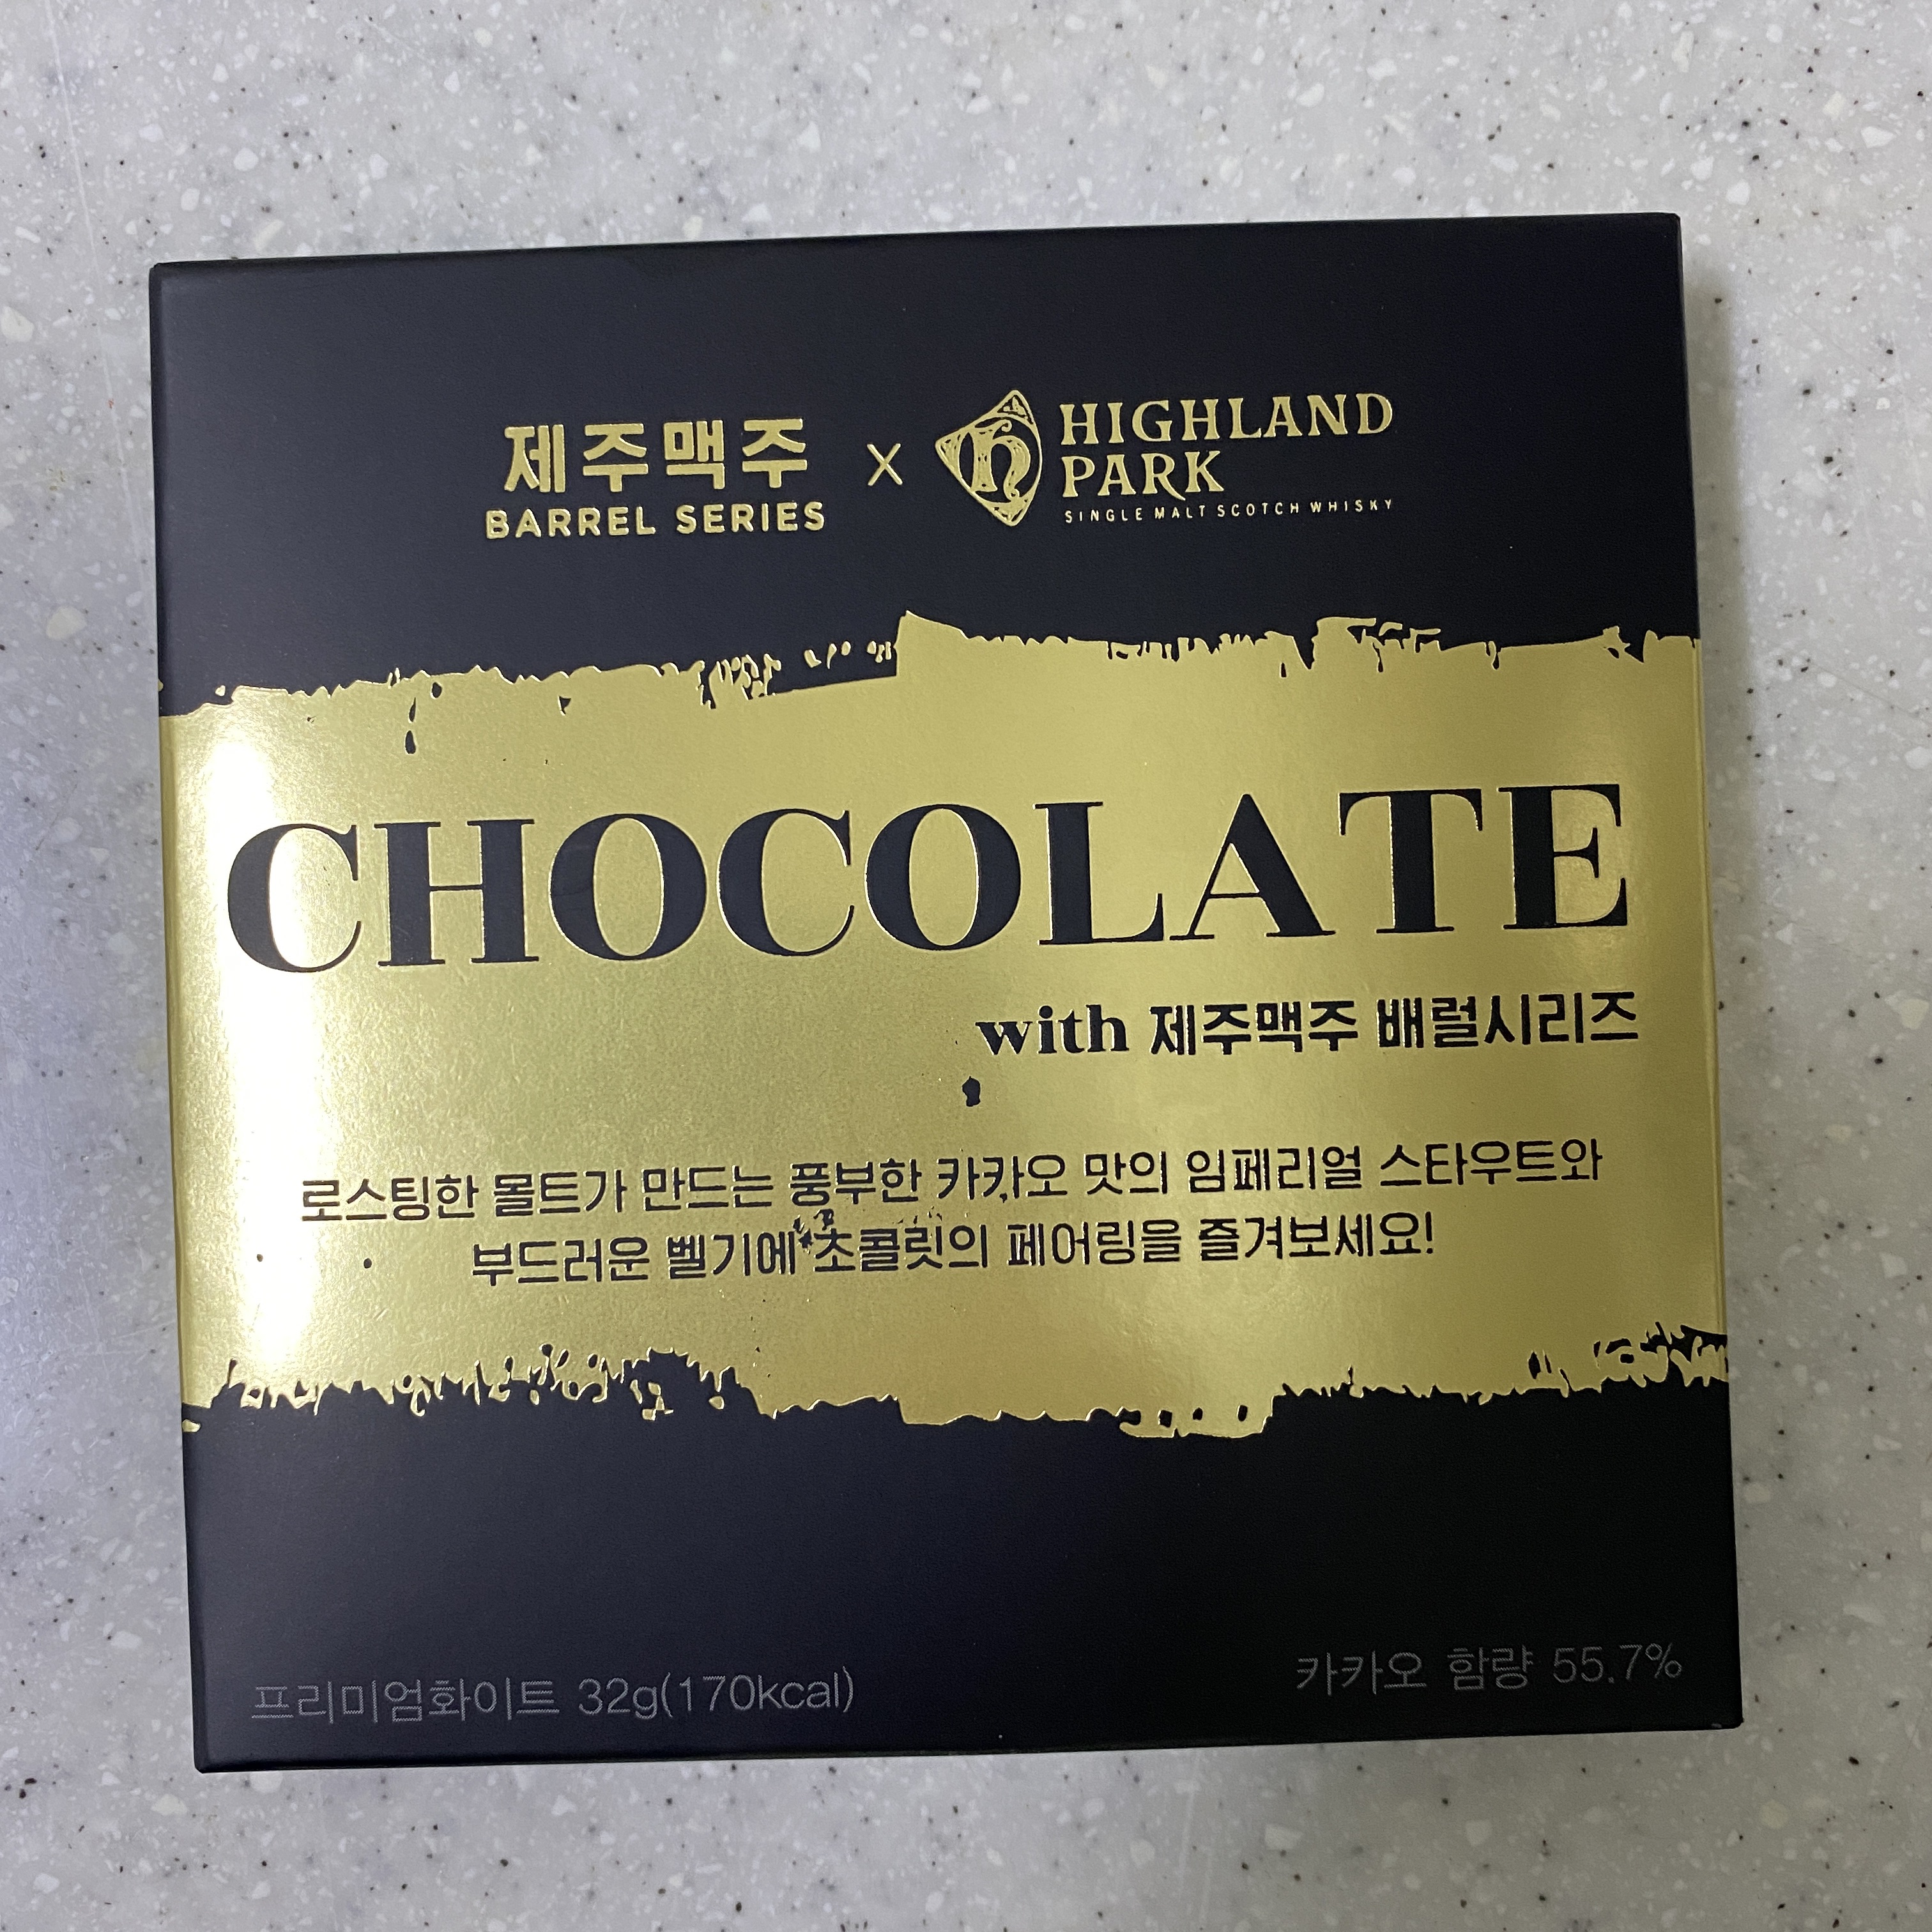 제주맥주
BARREL SERIES
X
HIGHLAND
PARK
SINGLE MALT SCOTCH WHISKY
CHOCOLATE
with 제주맥주 배럴시리즈
로스팅한 몰트가 만드는 풍부한 카카오 맛의 임페리얼 스타우트와
부드러운 벨기에 초콜릿의 페어링을 즐겨보세요!
프리미엄화이트 32g(170kcal)
카카오 함량 55.7%